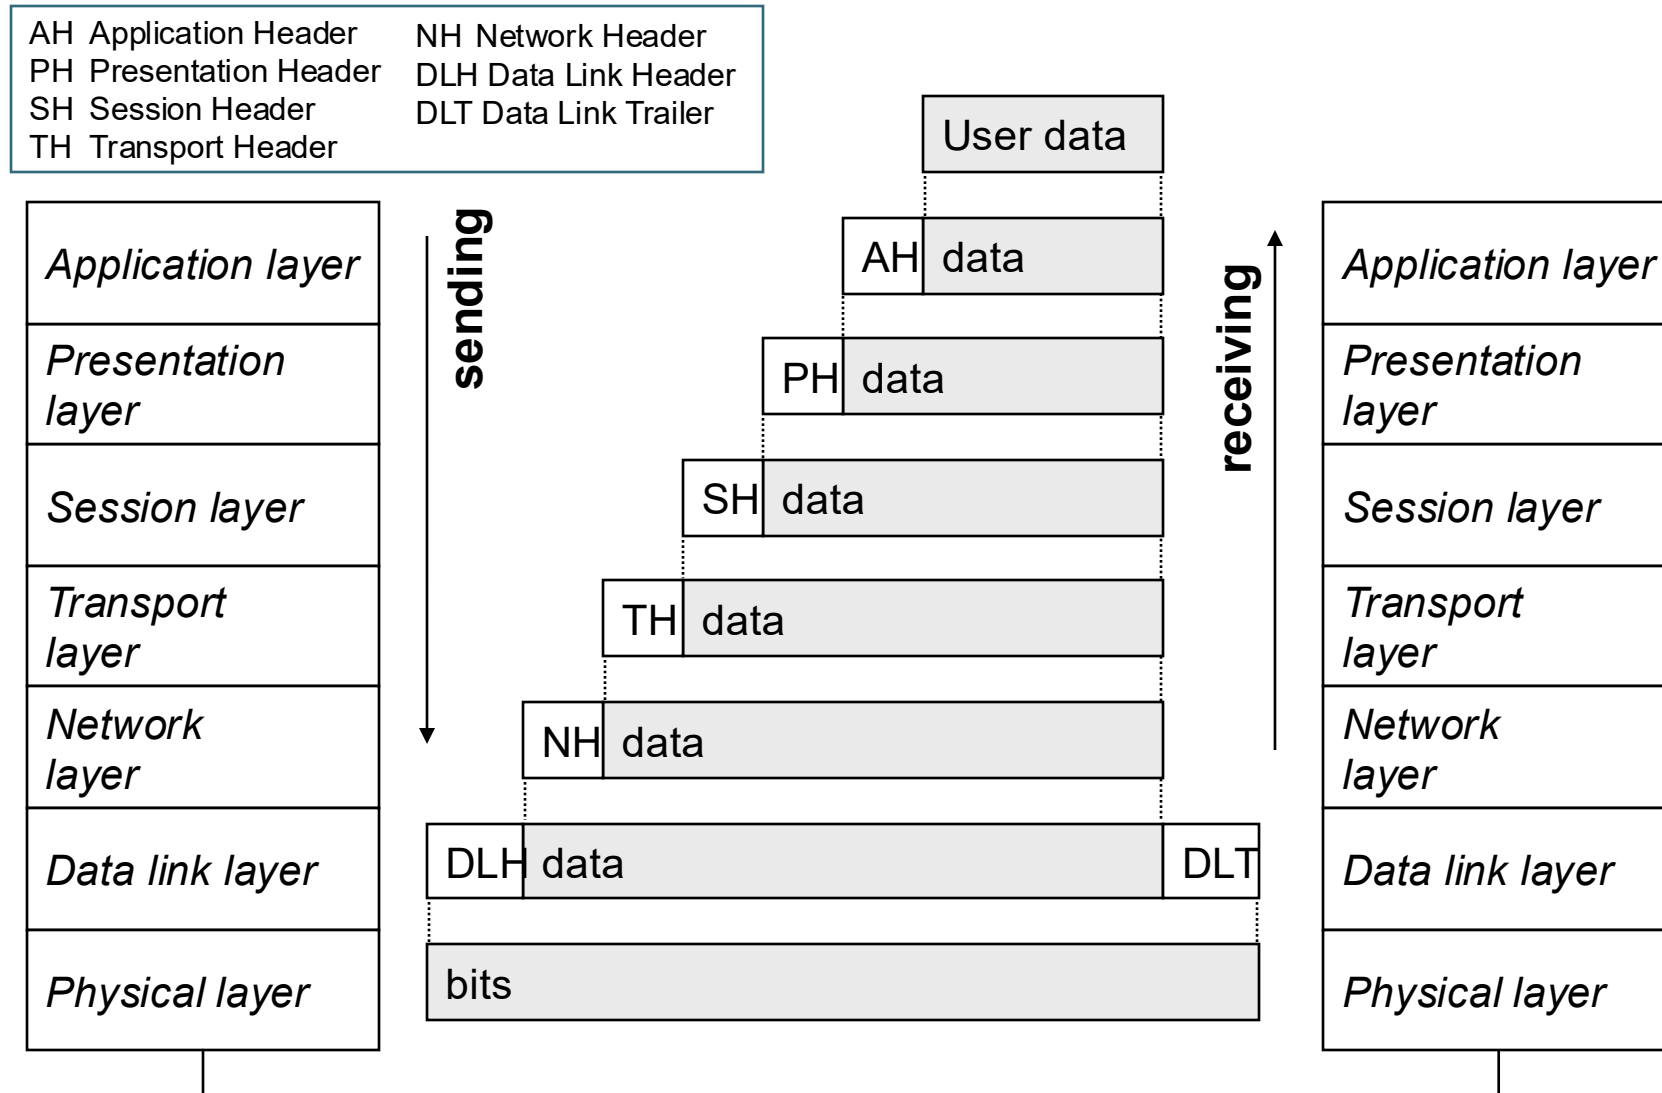 AH Application Header
PH Presentation Header
SH Session Header
TH Transport Header
NH Network Header
DLH Data Link Header
DLT Data Link Trailer
Application layer
Presentation
layer
Session layer
Transport
layer
Network
layer
Data link layer
Physical layer
sending
User data
AH data
PH data
SH data
TH data
NH data
DLH data DLT
bits
receiving
Application layer
Presentation
layer
Session layer
Transport
layer
Network
layer
Data link layer
Physical layer